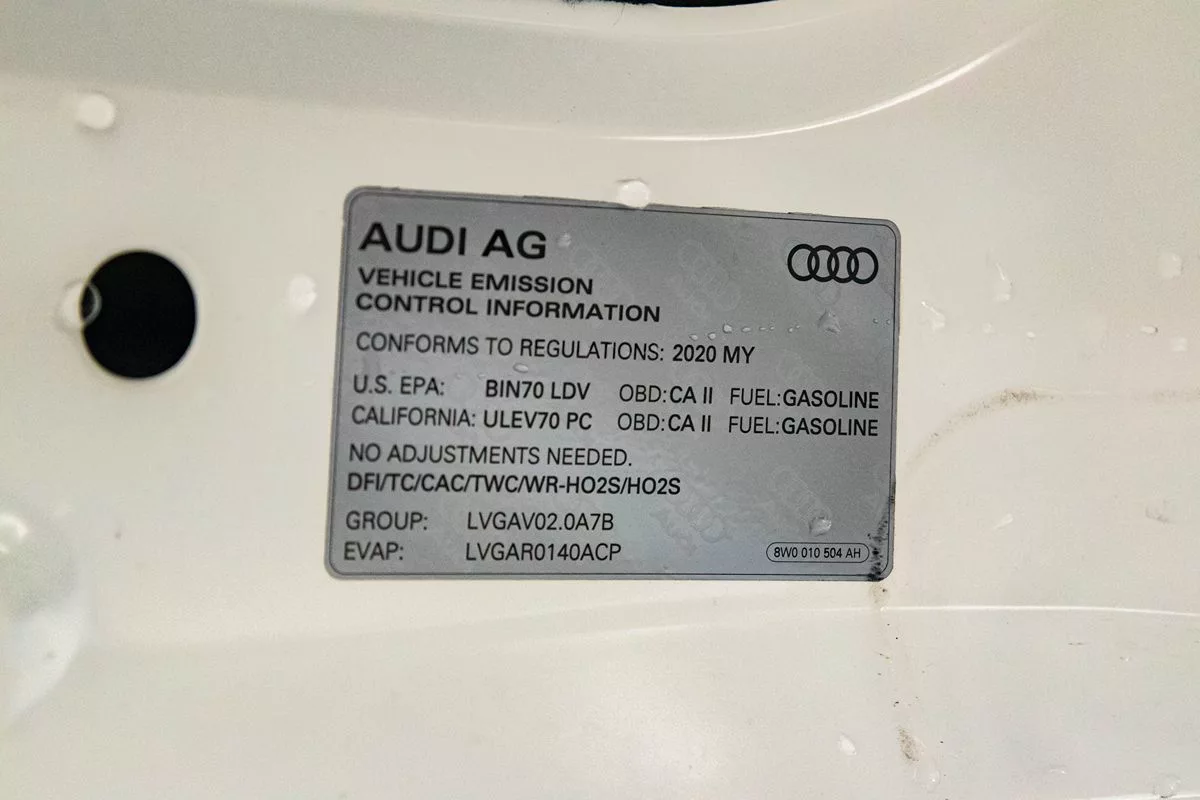 AUDI AG
VEHICLE EMISSION
CONTROL INFORMATION
CONFORMS TO REGULATIONS: 2020 MY
U.S. EPA: BIN70 LDV OBD:CA II FUEL:GASOLINE
CALIFORNIA: ULEV70 PC OBD:CA II FUEL:GASOLINE
NO ADJUSTMENTS NEEDED.
DFI/TC/CAC/TWC/WR-HO2S/HO2S
GROUP: LVGAV02.0A7B
EVAP: LVGAR0140ACP
8W0 010 504 AH